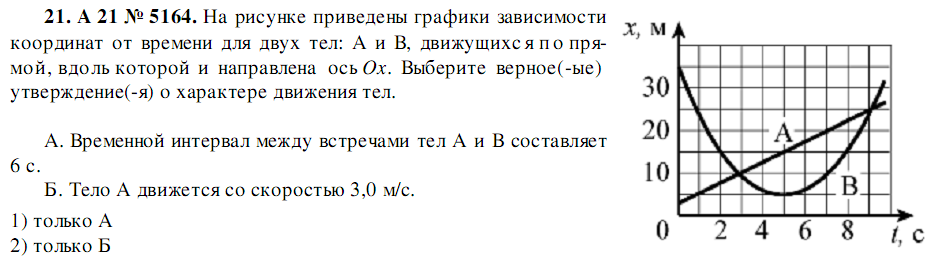 21. А 21 № 5164. На рисунке приведены графики зависимости
координат от времени для двух тел: А и В, движущихся по пря-
мой, вдоль которой и направлена ось Ox. Выберите верное(-ые)
утверждение(-я) о характере движения тел.
А. Временной интервал между встречами тел А и В составляет
6 с.
Б. Тело А движется со скоростью 3,0 м/с.
1) только А
2) только Б
x, м
30
20
10
0
A
B
2 4 6 8 t, с